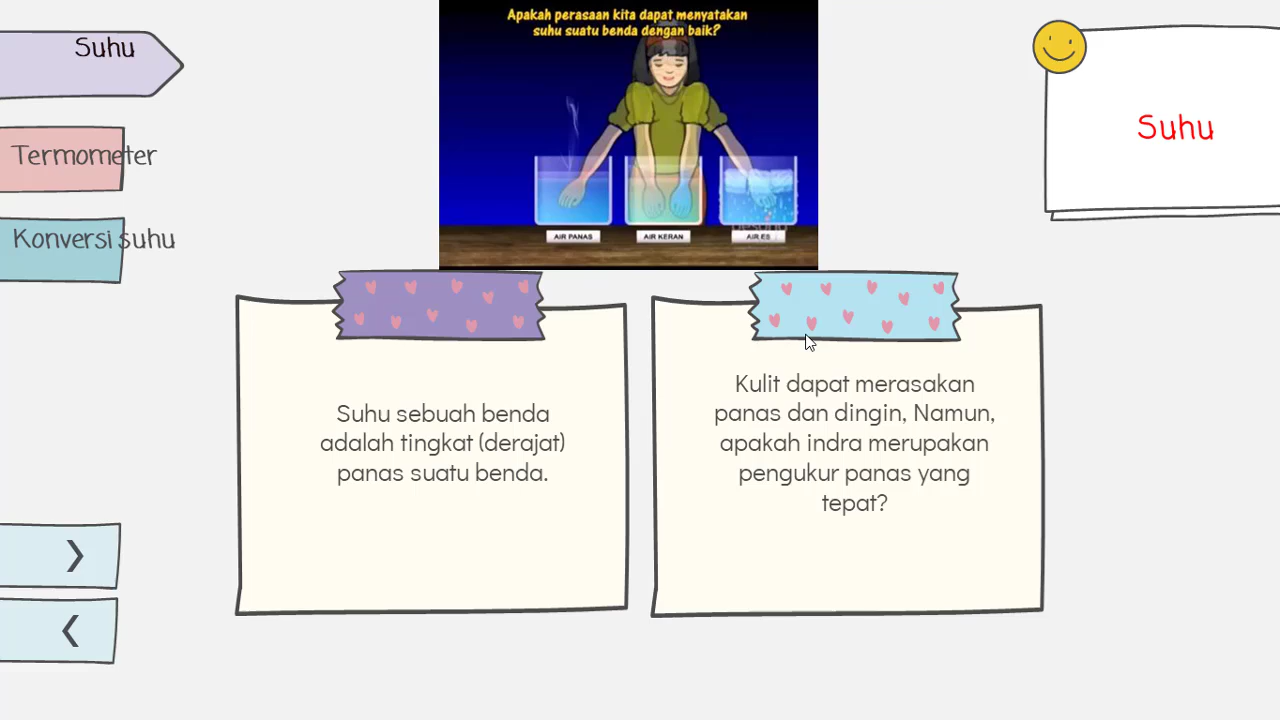 Suhu
Termometer
Konversi suhu
Apakah perasaan kita dapat menyatakan
suhu suatu benda dengan baik?
AIR PANAS
AIR KERAN
AIR ES
Suhu
Suhu sebuah benda
adalah tingkat (derajat)
panas suatu benda.
Kulit dapat merasakan
panas dan dingin, Namun,
apakah indra merupakan
pengukur panas yang
tepat?